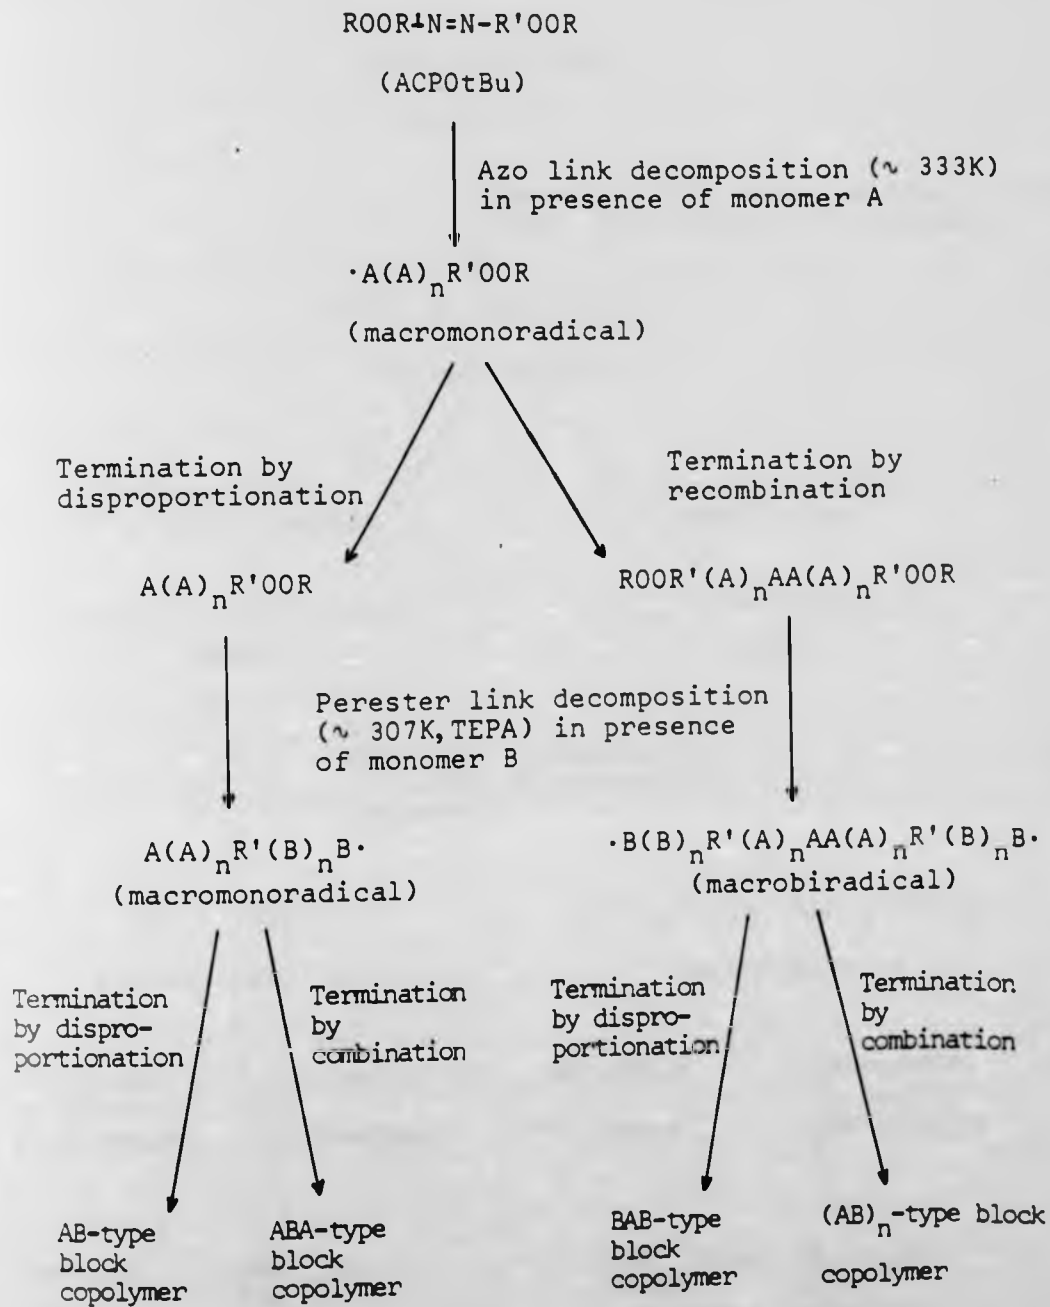 ROOR'-N=N-R'OOR
(ACPOtBu)
Azo link decomposition (~ 333K)
in presence of monomer A
·A(A)nR'OOR
(macromonoradical)
Termination by
disproportionation
Termination by
recombination
A(A)nR'OOR
ROOR'(A)nAA(A)nR'OOR
Perester link decomposition
(~ 307K,TEPA) in presence
of monomer B
A(A)nR'(B)nB·
(macromonoradical)
·B(B)nR'(A)nAA(A)nR'(B)nB·
(macrobiradical)
Termination
by dispro-
portionation
Termination
by
combination
Termination
by dispro-
portionation
Termination
by
combination
AB-type
block
copolymer
ABA-type
block
copolymer
BAB-type
block
copolymer
(AB)n-type block
copolymer